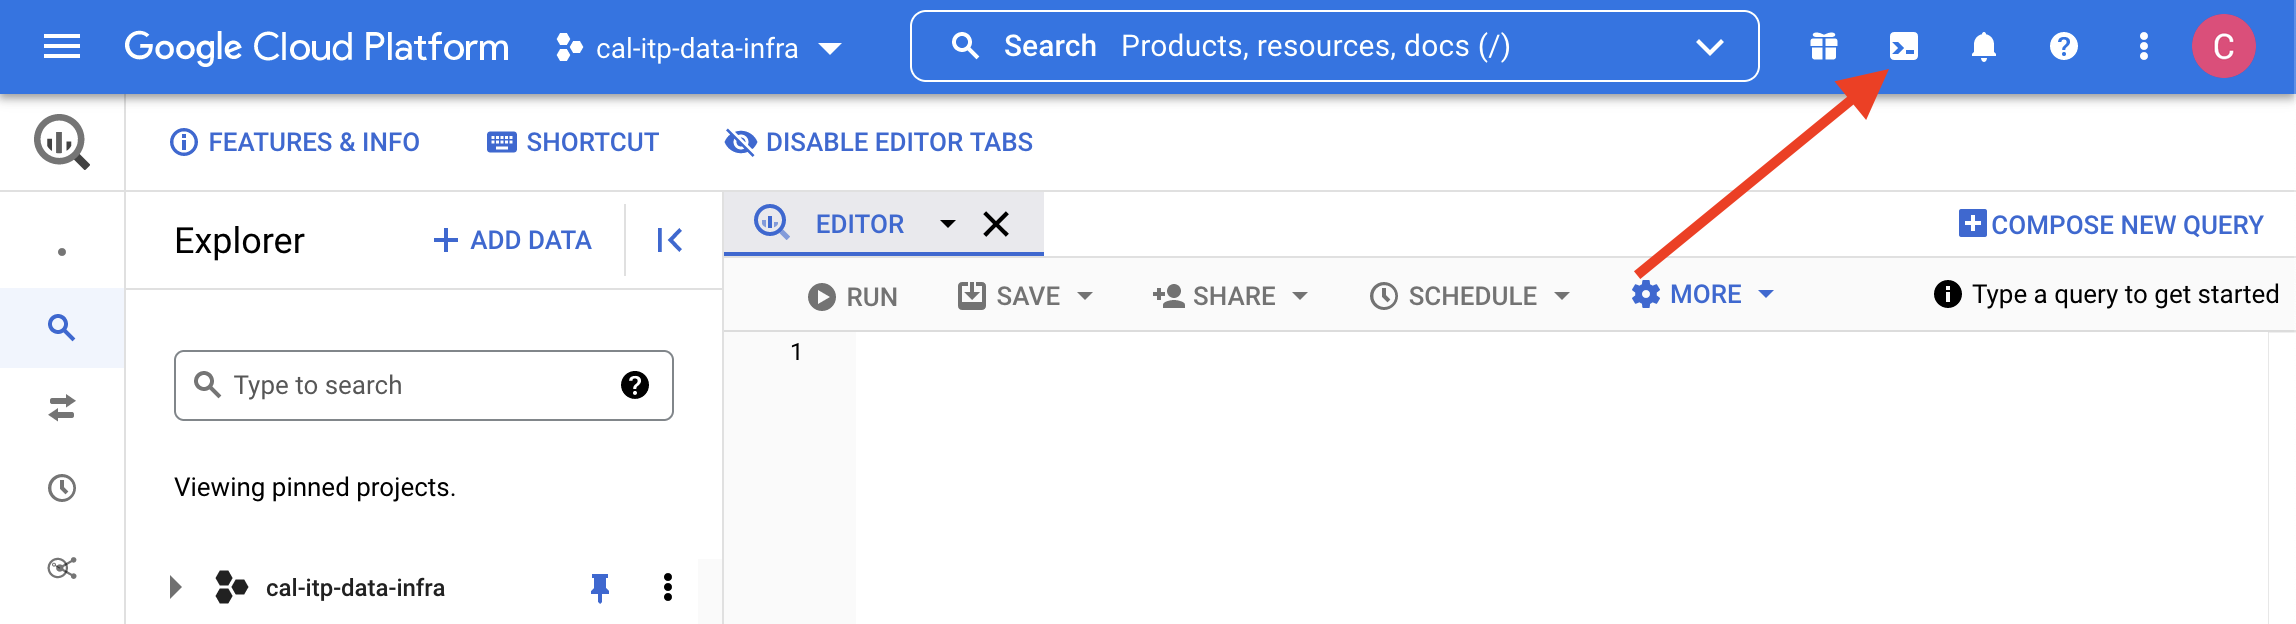 Google Cloud Platform cal-itp-data-infra Search Products, resources, docs (/) C
FEATURES & INFO SHORTCUT DISABLE EDITOR TABS
Explorer ADD DATA EDITOR COMPOSE NEW QUERY
RUN SAVE SHARE SCHEDULE MORE Type a query to get started
1
Type to search
Viewing pinned projects.
cal-itp-data-infra